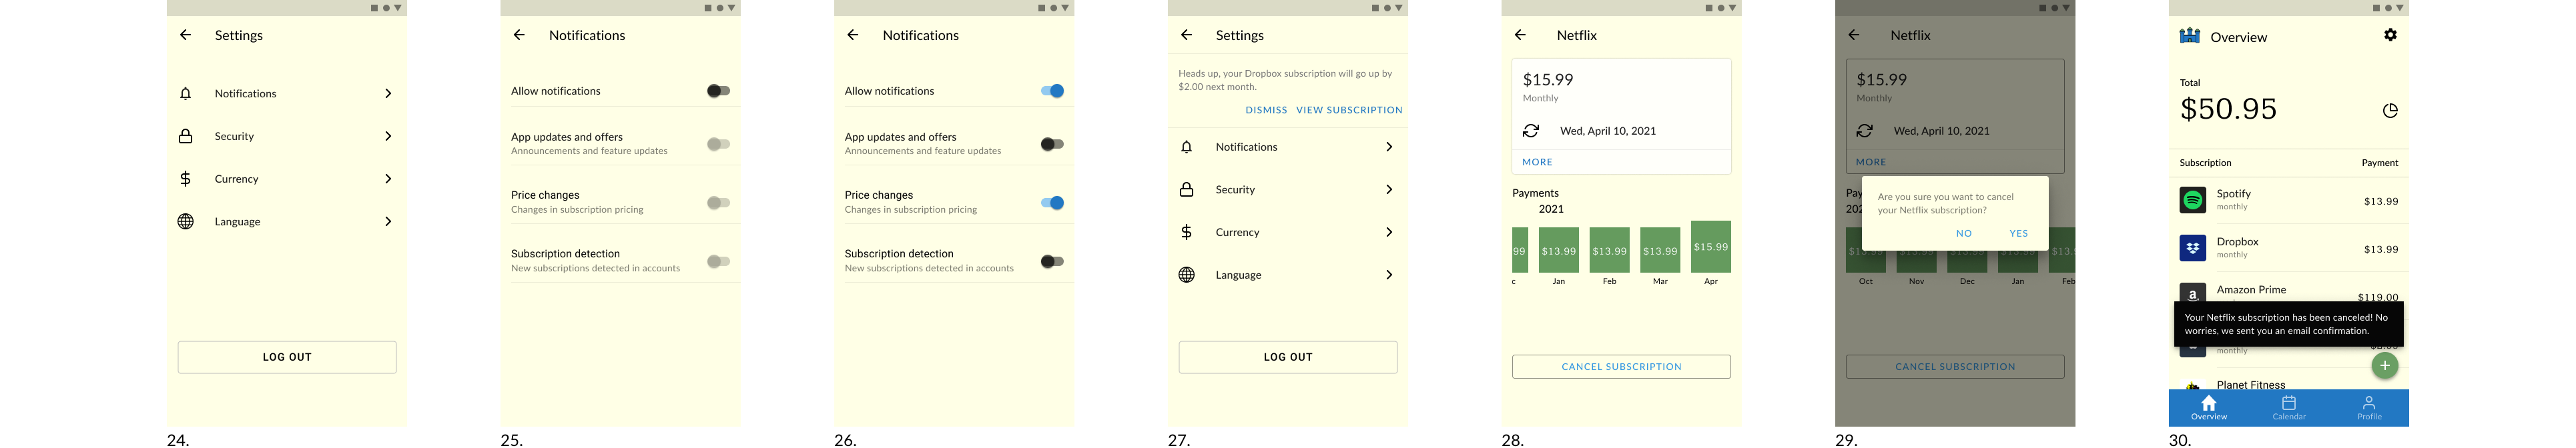 Settings
Notifications
Security
Currency
Language
LOG OUT
24.
Notifications
Allow notifications
App updates and offers
Announcements and feature updates
Price changes
Changes in subscription pricing
Subscription detection
New subscriptions detected in accounts
25.
Notifications
Allow notifications
App updates and offers
Announcements and feature updates
Price changes
Changes in subscription pricing
Subscription detection
New subscriptions detected in accounts
26.
Settings
Heads up, your Dropbox subscription will go up by
$2.00 next month.
DISMISS VIEW SUBSCRIPTION
Notifications
Security
Currency
Language
LOG OUT
27.
Netflix
$15.99
Monthly
Wed, April 10, 2021
MORE
Payments
2021
99 $13.99 $13.99 $13.99 $15.99
c Jan Feb Mar Apr
CANCEL SUBSCRIPTION
28.
Netflix
$15.99
Monthly
Wed, April 10, 2021
MORE
Are you sure you want to cancel
your Netflix subscription?
NO YES
Oct Nov Dec Jan Feb
CANCEL SUBSCRIPTION
29.
Overview
Total
$50.95
Subscription Payment
Spotify $13.99
monthly
Dropbox $13.99
monthly
Amazon Prime $119.00
Your Netflix subscription has been canceled! No
worries, we sent you an email confirmation.
monthly
Planet Fitness
Overview Calendar Profile
30.